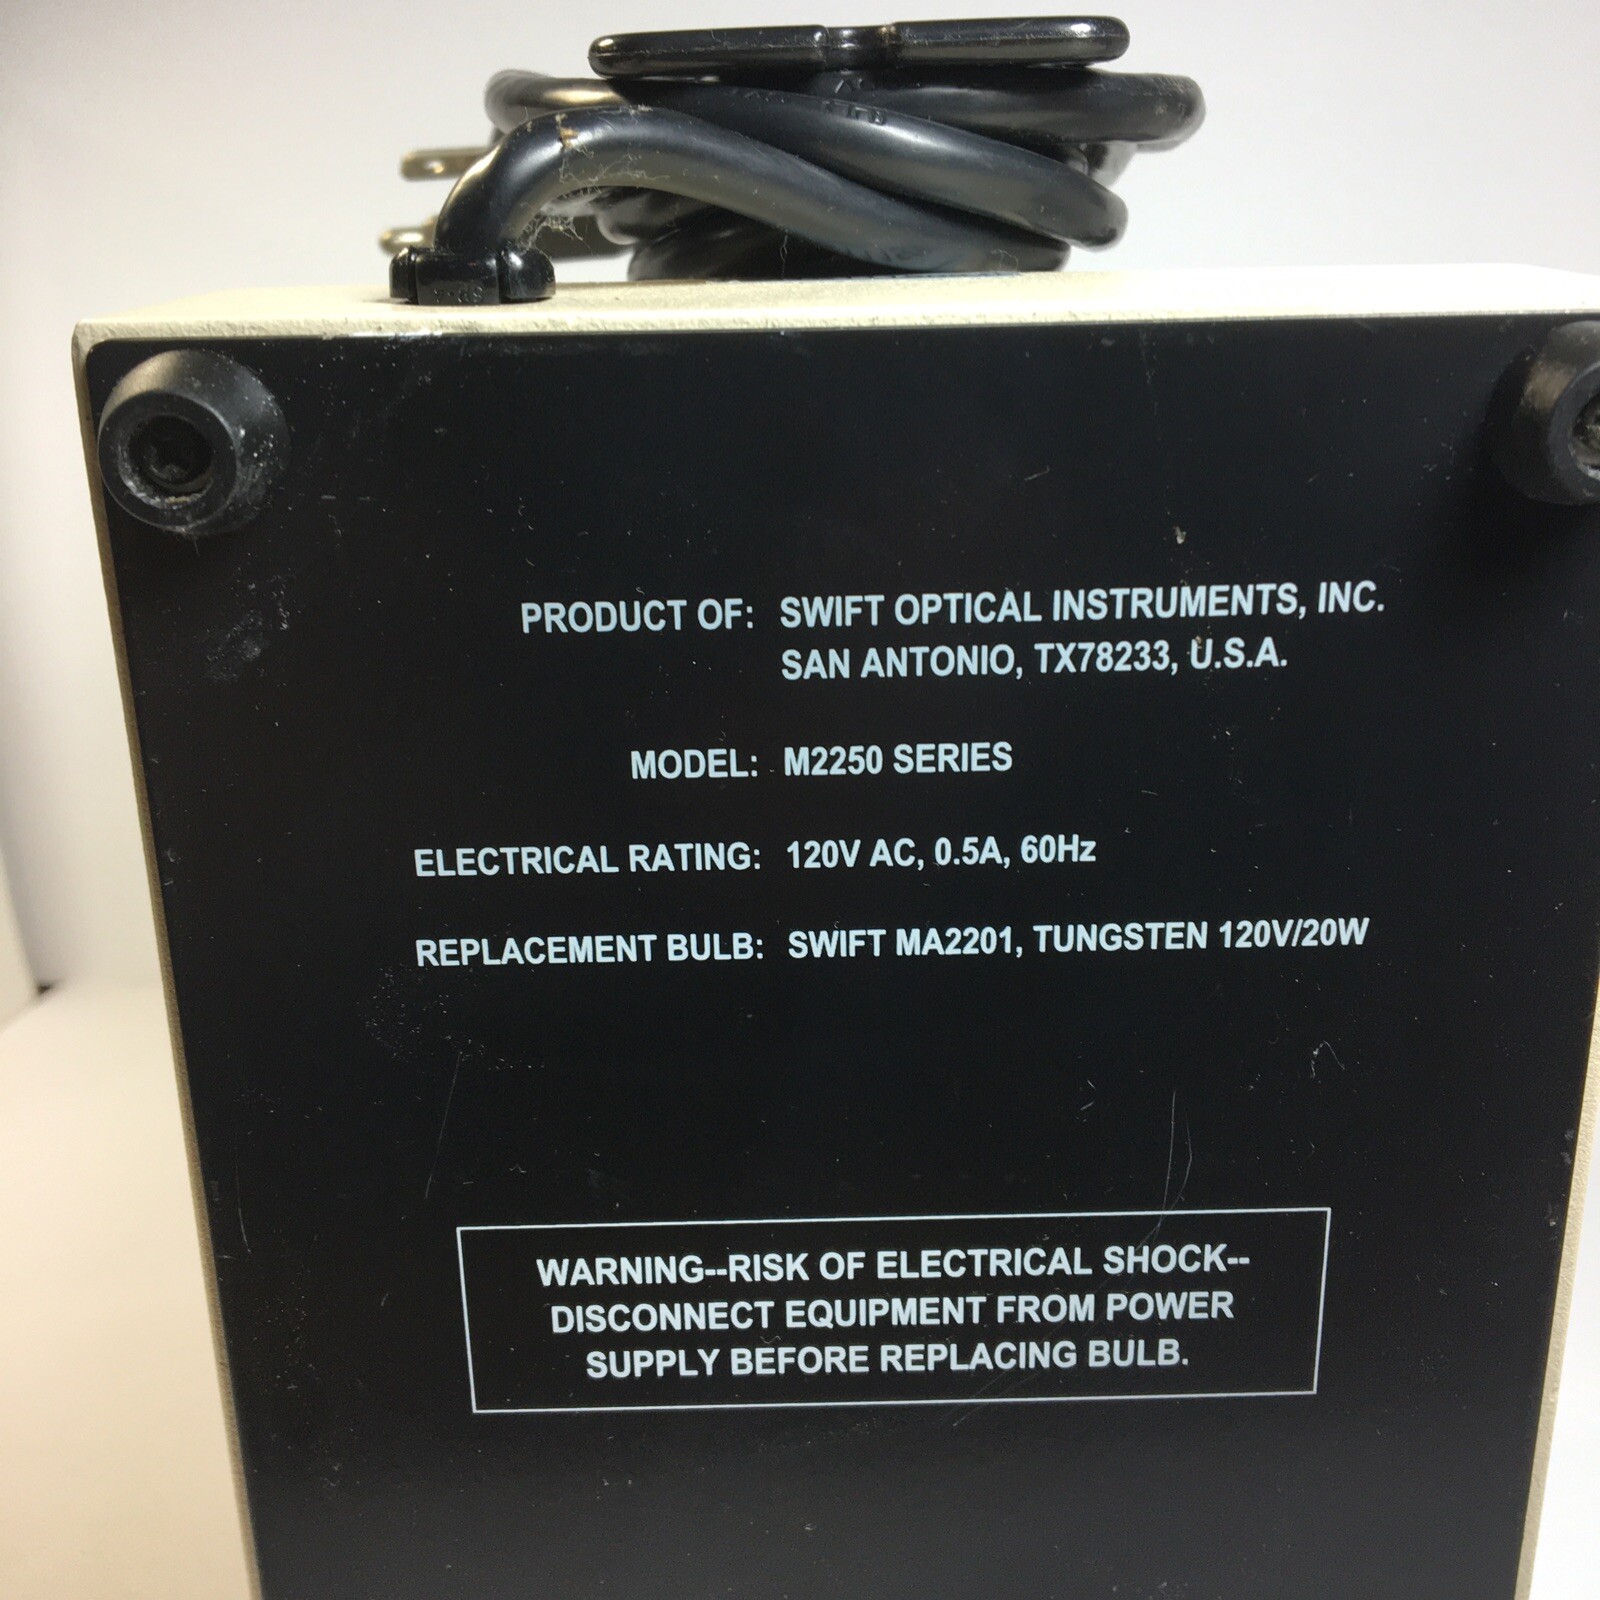 PRODUCT OF: SWIFT OPTICAL INSTRUMENTS, INC.
SAN ANTONIO, TX78233, U.S.A.
MODEL: M2250 SERIES
ELECTRICAL RATING: 120V AC, 0.5A, 60Hz
REPLACEMENT BULB: SWIFT MA2201, TUNGSTEN 120V/20W
WARNING--RISK OF ELECTRICAL SHOCK--
DISCONNECT EQUIPMENT FROM POWER
SUPPLY BEFORE REPLACING BULB.